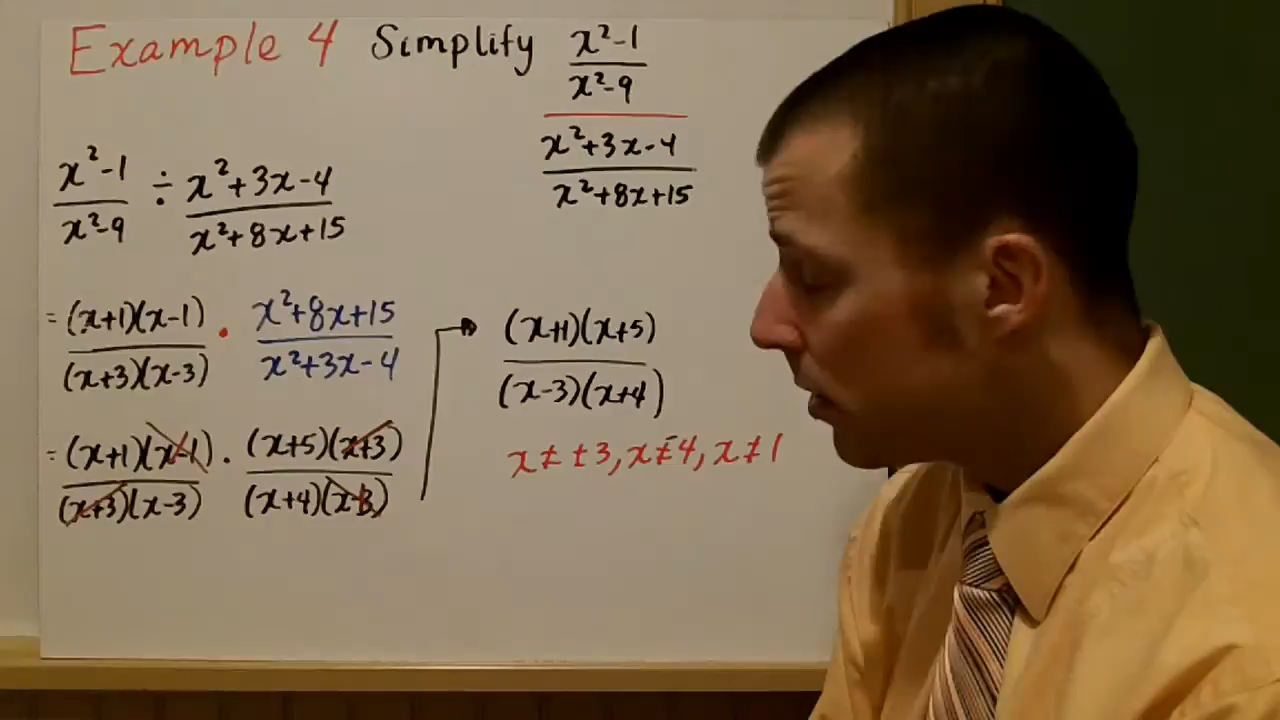 Example 4 Simplify
x²-1
x²-9
x²+3x-4
x²+8x+15
x²-1 ÷ x²+3x-4
x²-9 x²+8x+15
= (x+1)(x-1) · x²+8x+15
(x+3)(x-3) x²+3x-4
= (x+1)(x-1) · (x+5)(x+3)
(x+3)(x-3) (x+4)(x-3)
(x+1)(x+5)
(x-3)(x+4)
x≠±3, x≠-4, x≠1